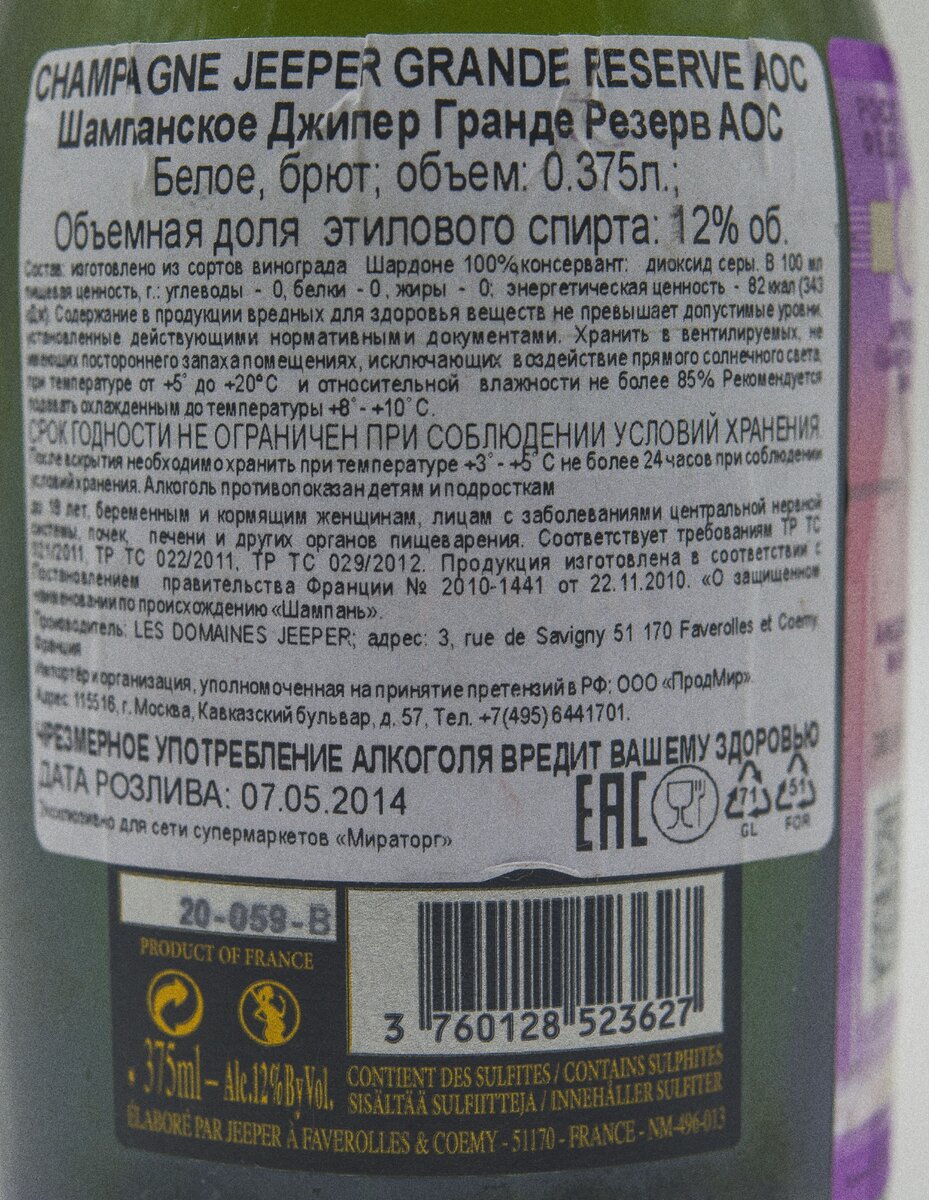 CHAMPAGNE JEEPER GRANDE RESERVE AOC
Шампанское Джипер Гранде Резерв АОС
Белое, брют; объем: 0.375л.;
Объемная доля этилового спирта: 12% об.
Состав: изготовлено из сортов винограда Шардоне 100%,консервант: диоксид серы. В 100 мл
пищевая ценность, г.: углеводы - 0, белки - 0, жиры - 0; энергетическая ценность - 82 ккал (343
кДж). Содержание в продукции вредных для здоровья веществ не превышает допустимые уровни,
установленные действующими нормативными документами. Хранить в вентилируемых, не
имеющих постороннего запаха помещениях, исключающих воздействие прямого солнечного света,
при температуре от +5° до +20°С и относительной влажности не более 85% Рекомендуется
подавать охлажденным до температуры +8°- +10°С.
СРОК ГОДНОСТИ НЕ ОГРАНИЧЕН ПРИ СОБЛЮДЕНИИ УСЛОВИЙ ХРАНЕНИЯ.
После вскрытия необходимо хранить при температуре +3°- +5°С не более 24 часов при соблюдении
условий хранения. Алкоголь противопоказан детям и подросткам
до 18 лет, беременным и кормящим женщинам, лицам с заболеваниями центральной нервной
системы, почек, печени и других органов пищеварения. Соответствует требованиям ТР ТС
021/2011, ТР ТС 022/2011, ТР ТС 029/2012. Продукция изготовлена в соответствии с
Постановлением правительства Франции № 2010-1441 от 22.11.2010. «О защищенное
наименовании по происхождению «Шампань».
Производитель: LES DOMAINES JEEPER; адрес: 3, rue de Savigny 51 170 Faverolles et Coemy,
Франция
Импортёр и организация, уполномоченная на принятие претензий в РФ: ООО «ПродМир».
Адрес: 115516, г. Москва, Кавказский бульвар, д. 57, Тел. +7(495) 6441701.
ЧРЕЗМЕРНОЕ УПОТРЕБЛЕНИЕ АЛКОГОЛЯ ВРЕДИТ ВАШЕМУ ЗДОРОВЬЮ
ДАТА РОЗЛИВА: 07.05.2014
EAC 71 GL 51 FOR
Эксклюзивно для сети супермаркетов «Мираторг»
20-059-B
PRODUCT OF FRANCE
3 760128 523627
375ml – Alc.12%ByVol.
CONTIENT DES SULFITES / CONTAINS SULPHITES
SISÄLTÄÄ SULFIITTEJA / INNEHÅLLER SULFITER
ÉLABORÉ PAR JEEPER À FAVEROLLES & COEMY - 51170 - FRANCE - NM-496-013